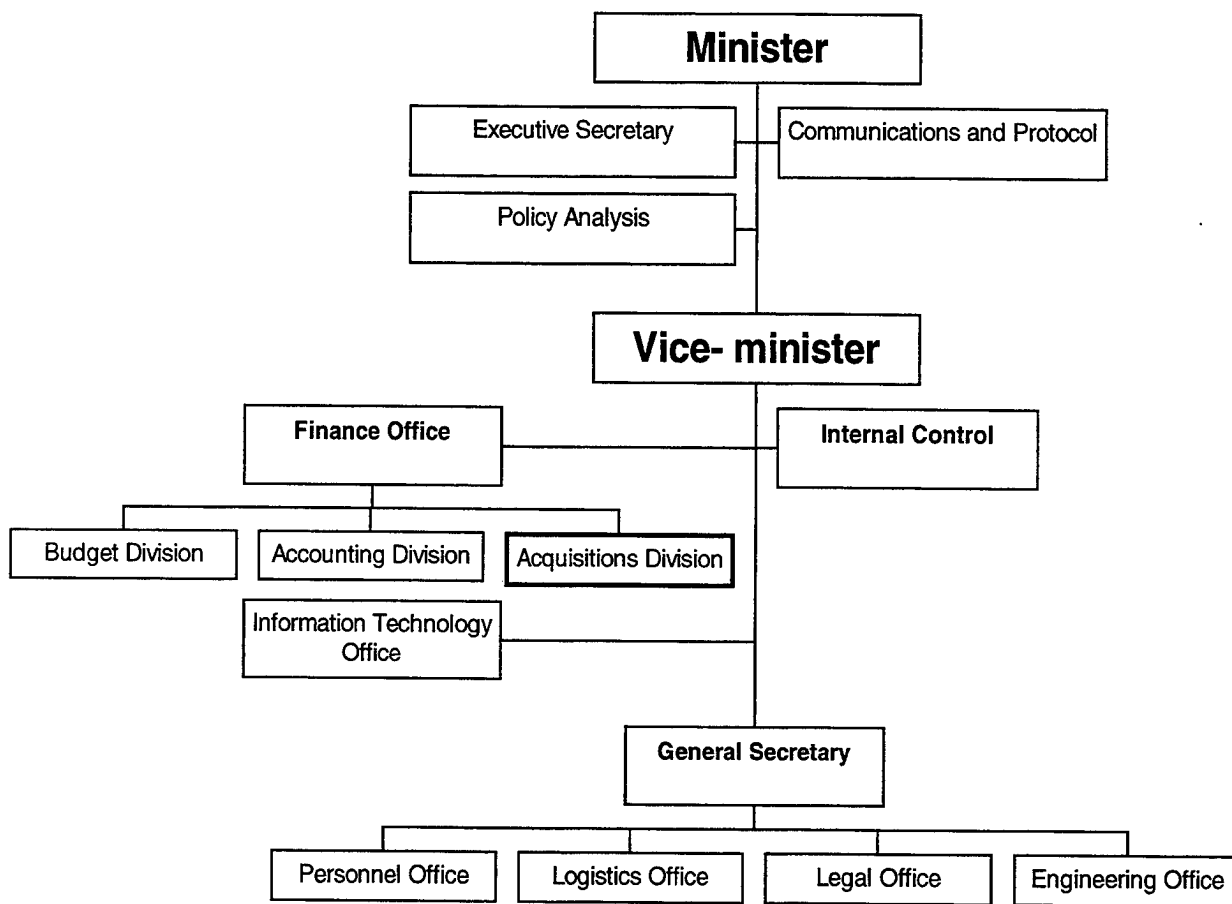 Minister
Executive Secretary
Communications and Protocol
Policy Analysis
Vice- minister
Finance Office
Internal Control
Budget Division
Accounting Division
Acquisitions Division
Information Technology
Office
General Secretary
Personnel Office
Logistics Office
Legal Office
Engineering Office